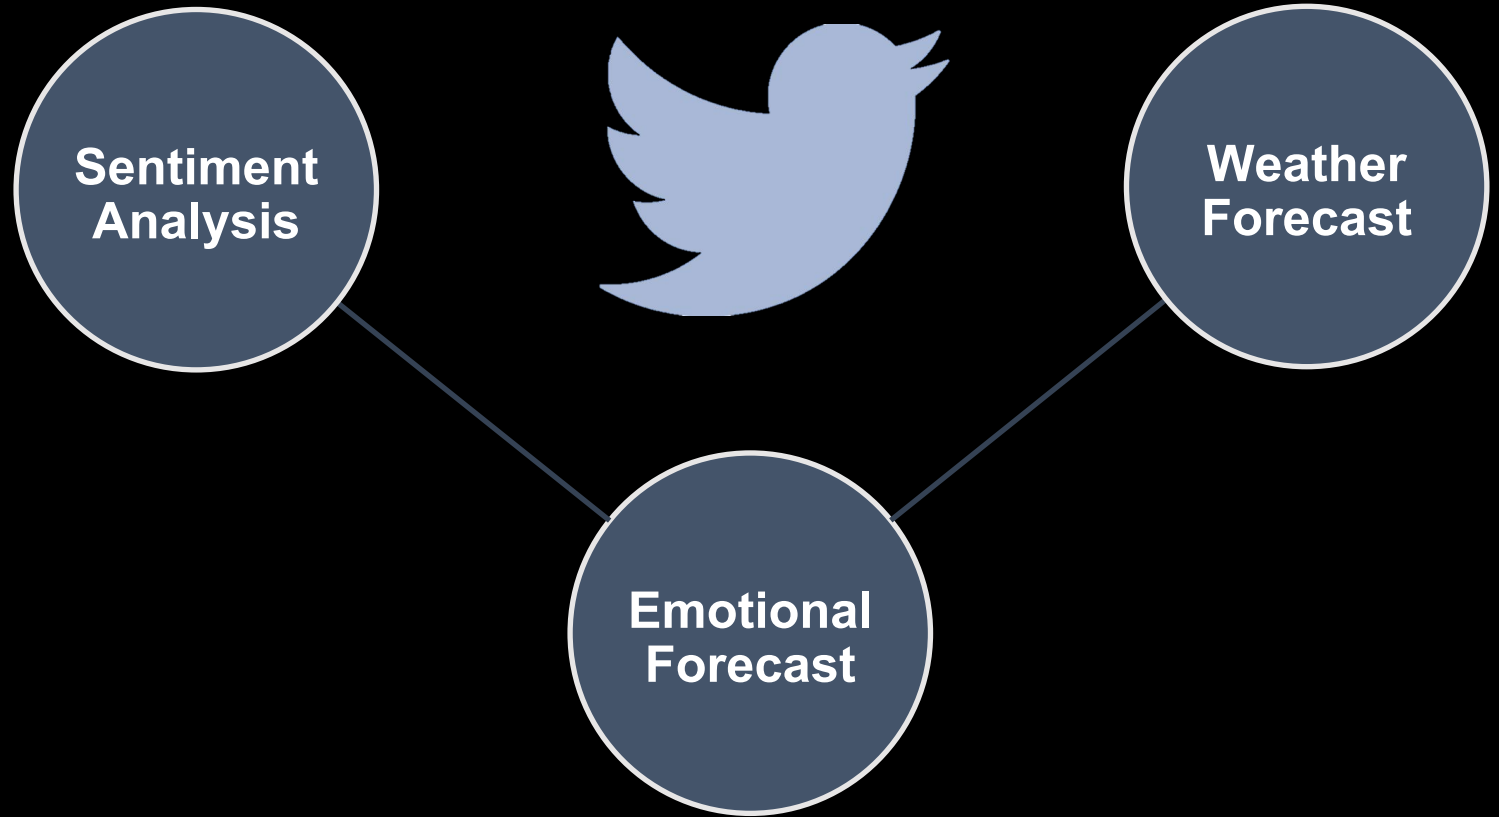 Sentiment
Analysis
Weather
Forecast
Emotional
Forecast